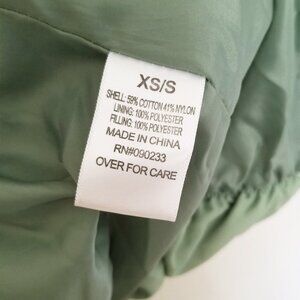 XS/S
SHELL: 59% COTTON 41% NYLON
LINING: 100% POLYESTER
FILLING: 100% POLYESTER
MADE IN CHINA
RN#090233
OVER FOR CARE